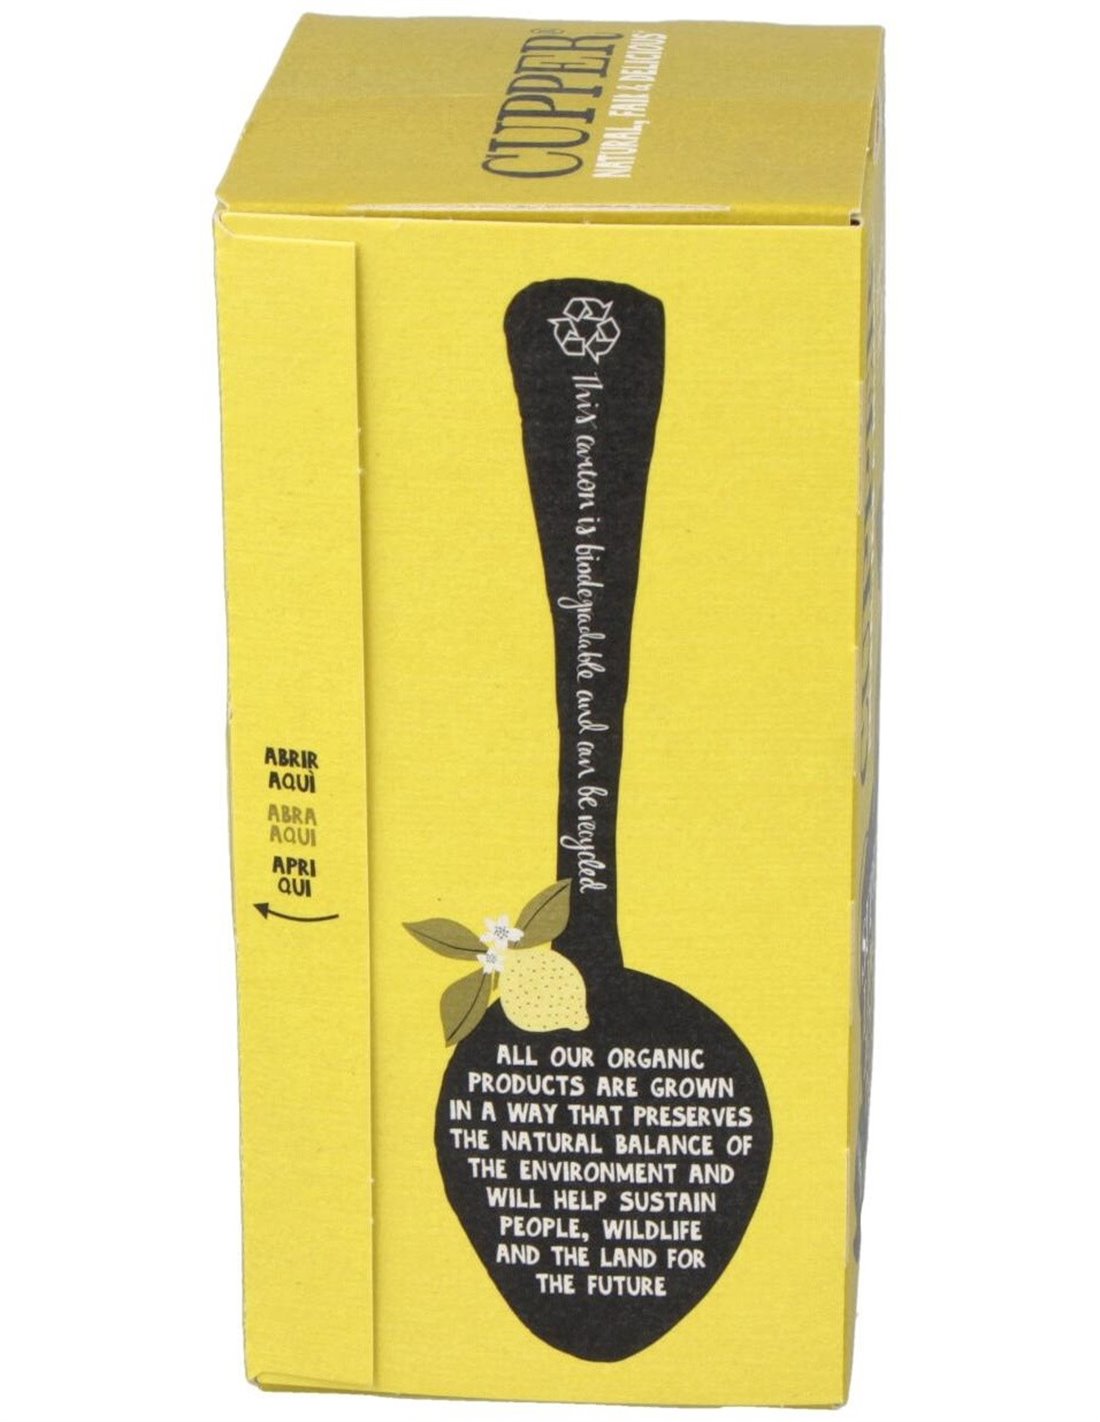 CUPPER®
NATURAL, FAIR & DELICIOUS
This carton is biodegradable and can be recycled
ABRIR
AQUÌ
ABRA
AQUI
APRI
QUI
ALL OUR ORGANIC
PRODUCTS ARE GROWN
IN A WAY THAT PRESERVES
THE NATURAL BALANCE OF
THE ENVIRONMENT AND
WILL HELP SUSTAIN
PEOPLE, WILDLIFE
AND THE LAND FOR
THE FUTURE